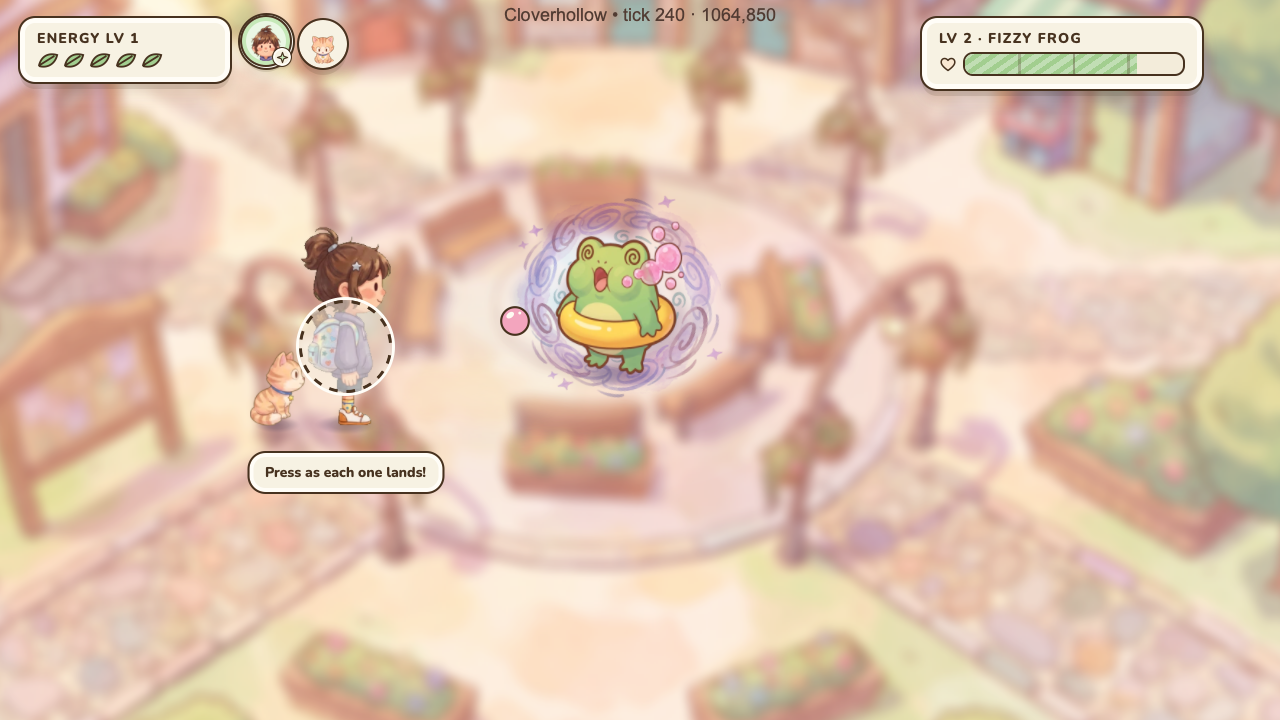 Cloverhollow • tick 240 · 1064,850
ENERGY LV 1
LV 2 · FIZZY FROG
Press as each one lands!